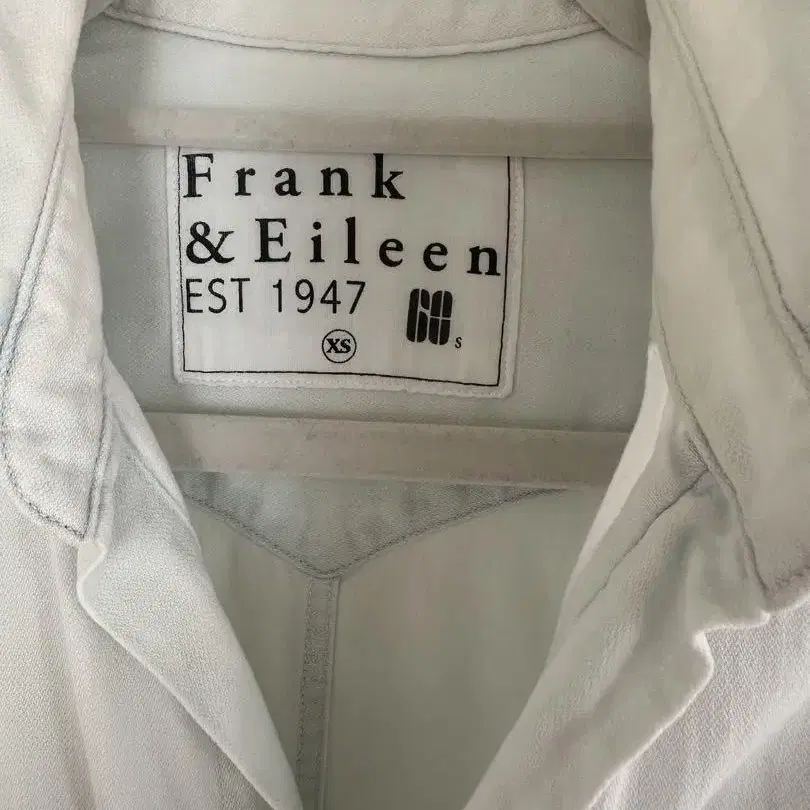 Frank
& Eileen
EST 1947
60s
XS